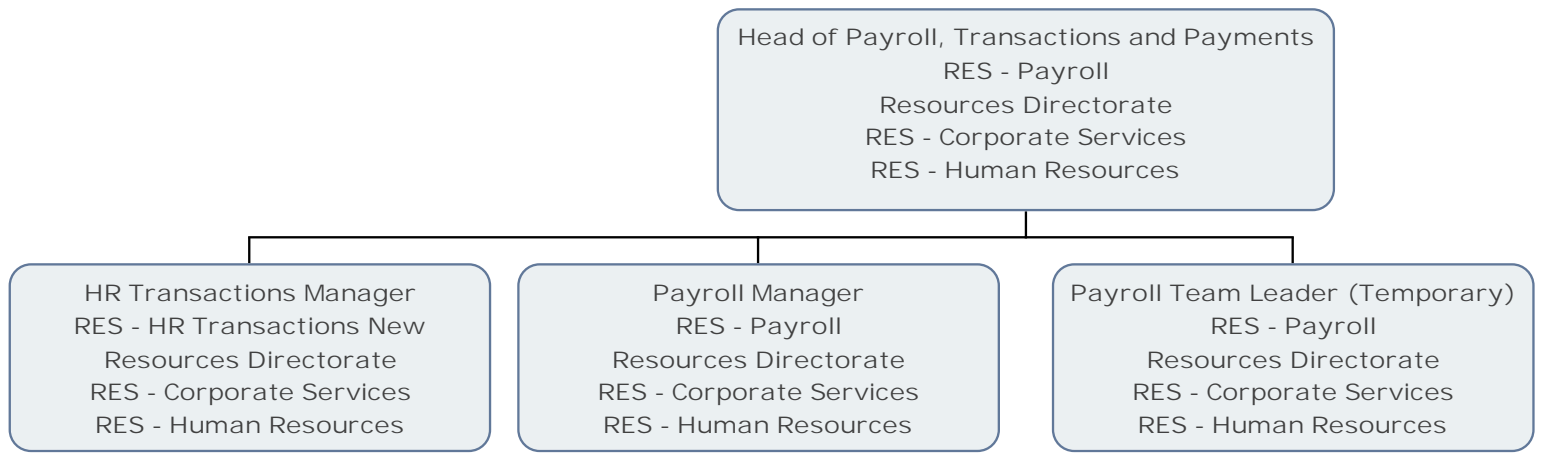 Head of Payroll, Transactions and Payments
RES - Payroll
Resources Directorate
RES - Corporate Services
RES - Human Resources
HR Transactions Manager
RES - HR Transactions New
Resources Directorate
RES - Corporate Services
RES - Human Resources
Payroll Manager
RES - Payroll
Resources Directorate
RES - Corporate Services
RES - Human Resources
Payroll Team Leader (Temporary)
RES - Payroll
Resources Directorate
RES - Corporate Services
RES - Human Resources